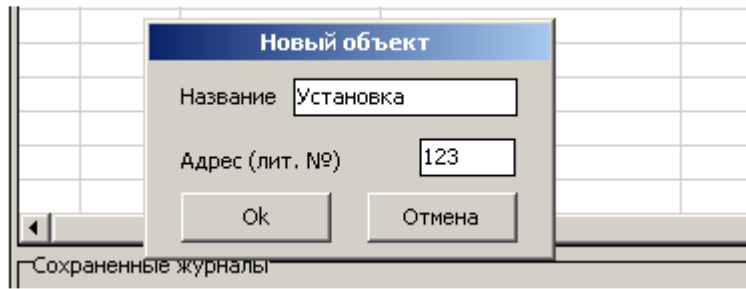 Новый объект
Название Установка
Адрес (лит. №) 123
Ok Отмена
Сохраненные журналы